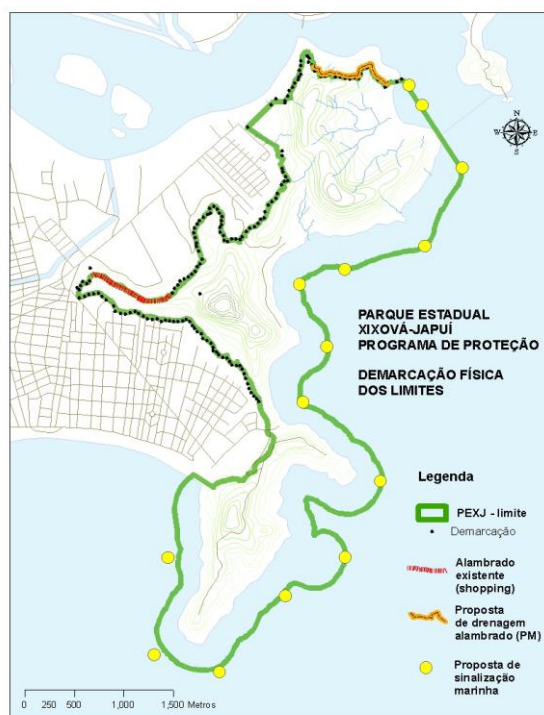 N
W
E
S
PARQUE ESTADUAL
XIXOVÁ-JAPUÍ
PROGRAMA DE PROTEÇÃO
DEMARCAÇÃO FÍSICA
DOS LIMITES
Legenda
PEXJ - limite
Demarcação
Alambrado
existente
(shopping)
Proposta
de drenagem
alambrado (PM)
Proposta de
sinalização
marinha
0 250 500 1,000 1,500 Metros